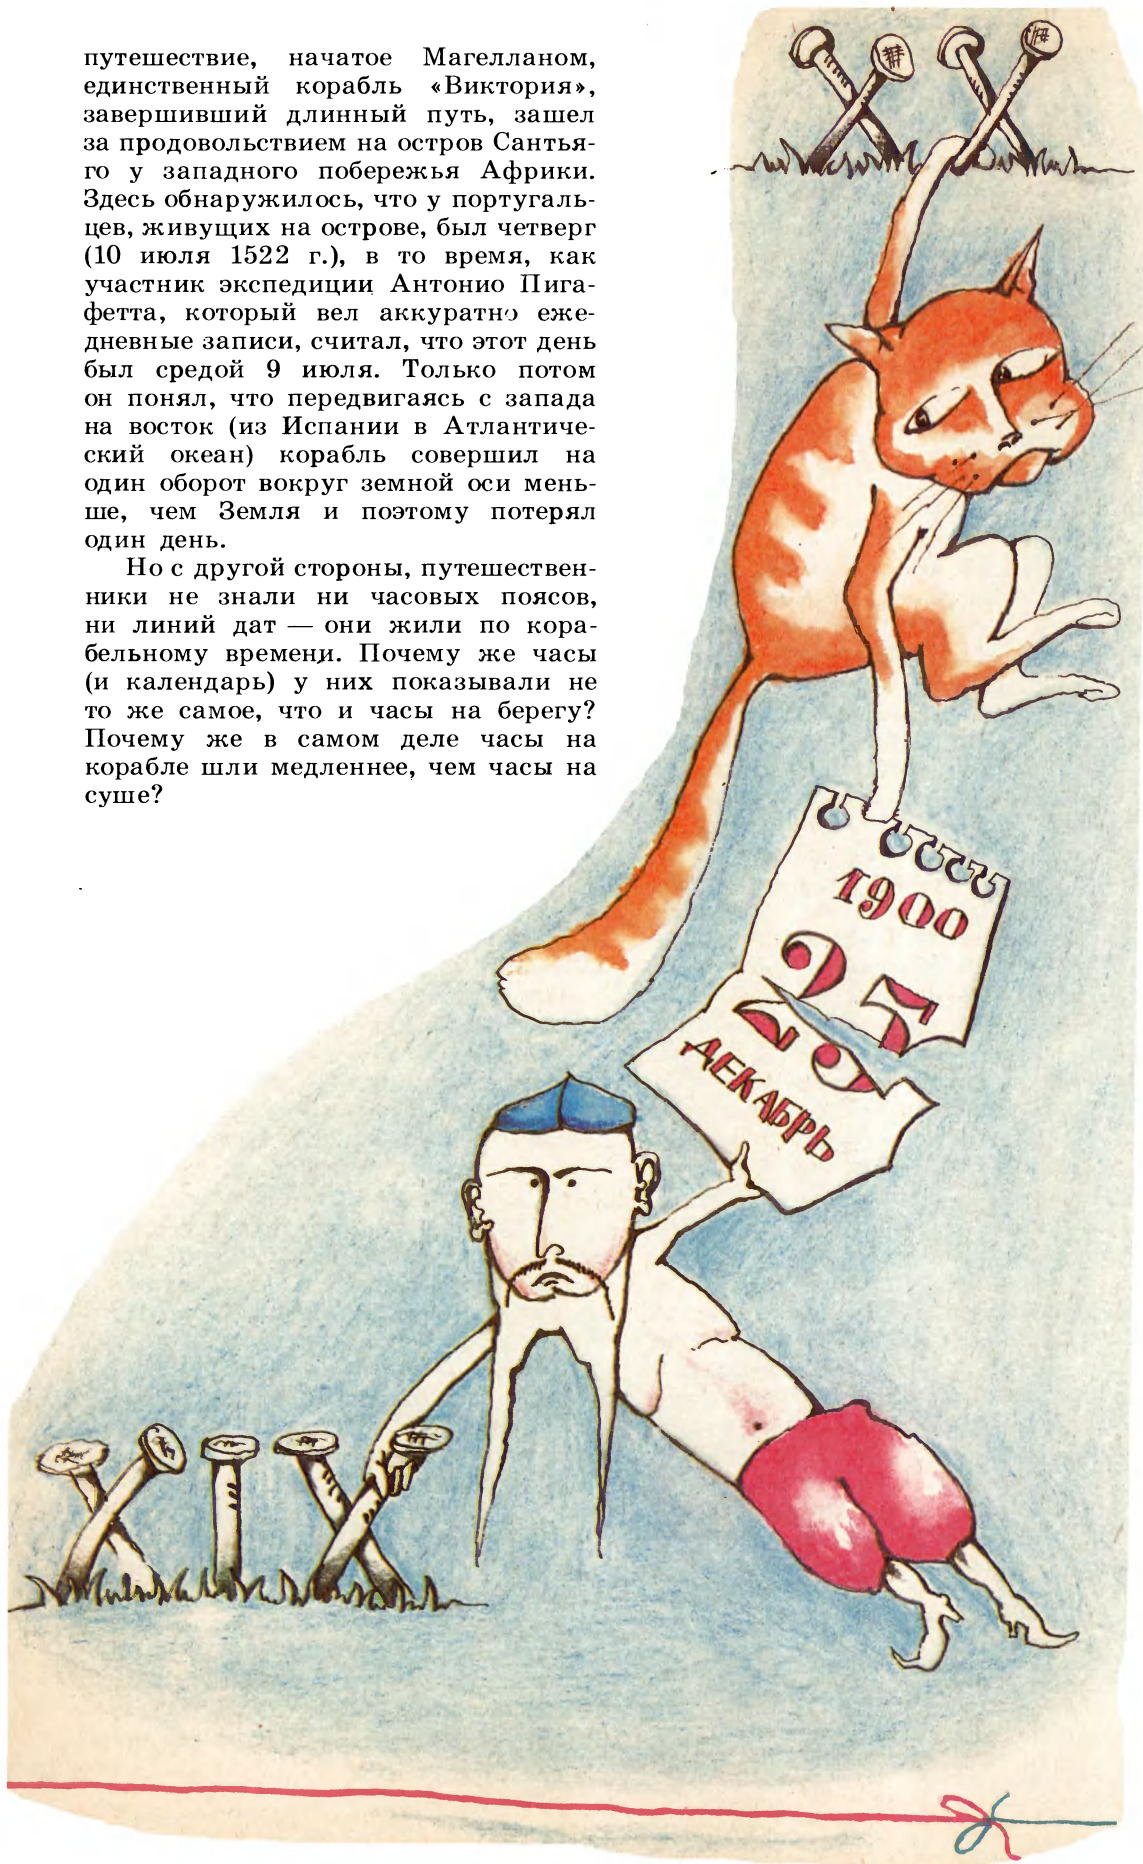 путешествие, начатое Магелланом,
единственный корабль «Виктория»,
завершивший длинный путь, зашел
за продовольствием на остров Сантья-
го у западного побережья Африки.
Здесь обнаружилось, что у португаль-
цев, живущих на острове, был четверг
(10 июля 1522 г.), в то время, как
участник экспедиции Антонио Пига-
фетта, который вел аккуратно еже-
дневные записи, считал, что этот день
был средой 9 июля. Только потом
он понял, что передвигаясь с запада
на восток (из Испании в Атлантиче-
ский океан) корабль совершил на
один оборот вокруг земной оси мень-
ше, чем Земля и поэтому потерял
один день.
Но с другой стороны, путешествен-
ники не знали ни часовых поясов,
ни линий дат — они жили по кора-
бельному времени. Почему же часы
(и календарь) у них показывали не
то же самое, что и часы на берегу?
Почему же в самом деле часы на
корабле шли медленнее, чем часы на
суше?
XX
1900
25
29
ДЕКАБРЬ
XIX